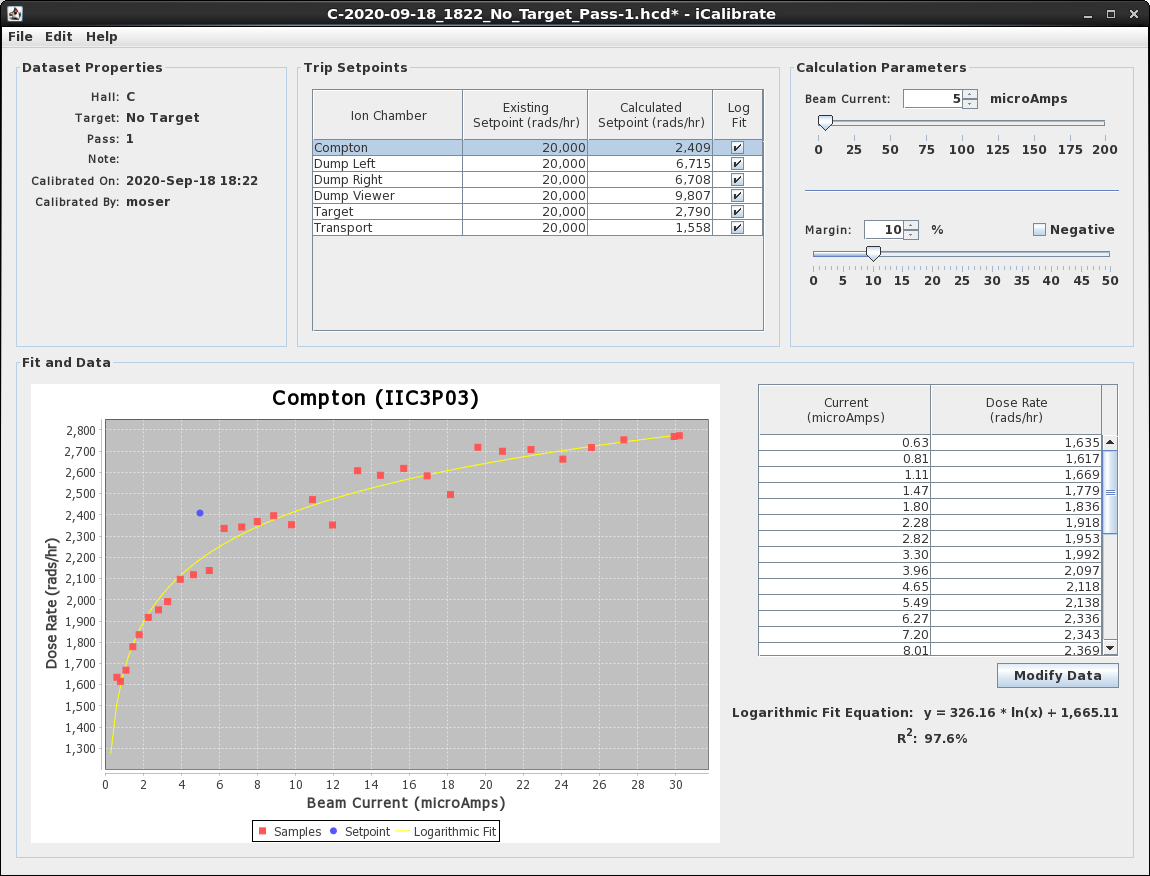 C-2020-09-18_1822_No_Target_Pass-1.hcd* - iCalibrate
File Edit Help
Dataset Properties
Hall: C
Target: No Target
Pass: 1
Note:
Calibrated On: 2020-Sep-18 18:22
Calibrated By: moser
Trip Setpoints
Ion Chamber Existing Setpoint (rads/hr) Calculated Setpoint (rads/hr) Log Fit
Compton 20,000 2,409
Dump Left 20,000 6,715
Dump Right 20,000 6,708
Dump Viewer 20,000 9,807
Target 20,000 2,790
Transport 20,000 1,558
Calculation Parameters
Beam Current: 5 microAmps
0 25 50 75 100 125 150 175 200
Margin: 10 % Negative
0 5 10 15 20 25 30 35 40 45 50
Fit and Data
Compton (IIC3P03)
Dose Rate (rads/hr)
2,800
2,700
2,600
2,500
2,400
2,300
2,200
2,100
2,000
1,900
1,800
1,700
1,600
1,500
1,400
1,300
0 2 4 6 8 10 12 14 16 18 20 22 24 26 28 30
Beam Current (microAmps)
Samples Setpoint Logarithmic Fit
Current (microAmps) Dose Rate (rads/hr)
0.63 1,635
0.81 1,617
1.11 1,669
1.47 1,779
1.80 1,836
2.28 1,918
2.82 1,953
3.30 1,992
3.96 2,097
4.65 2,118
5.49 2,138
6.27 2,336
7.20 2,343
8.01 2,369
Modify Data
Logarithmic Fit Equation: y = 326.16 * ln(x) + 1,665.11
R²: 97.6%